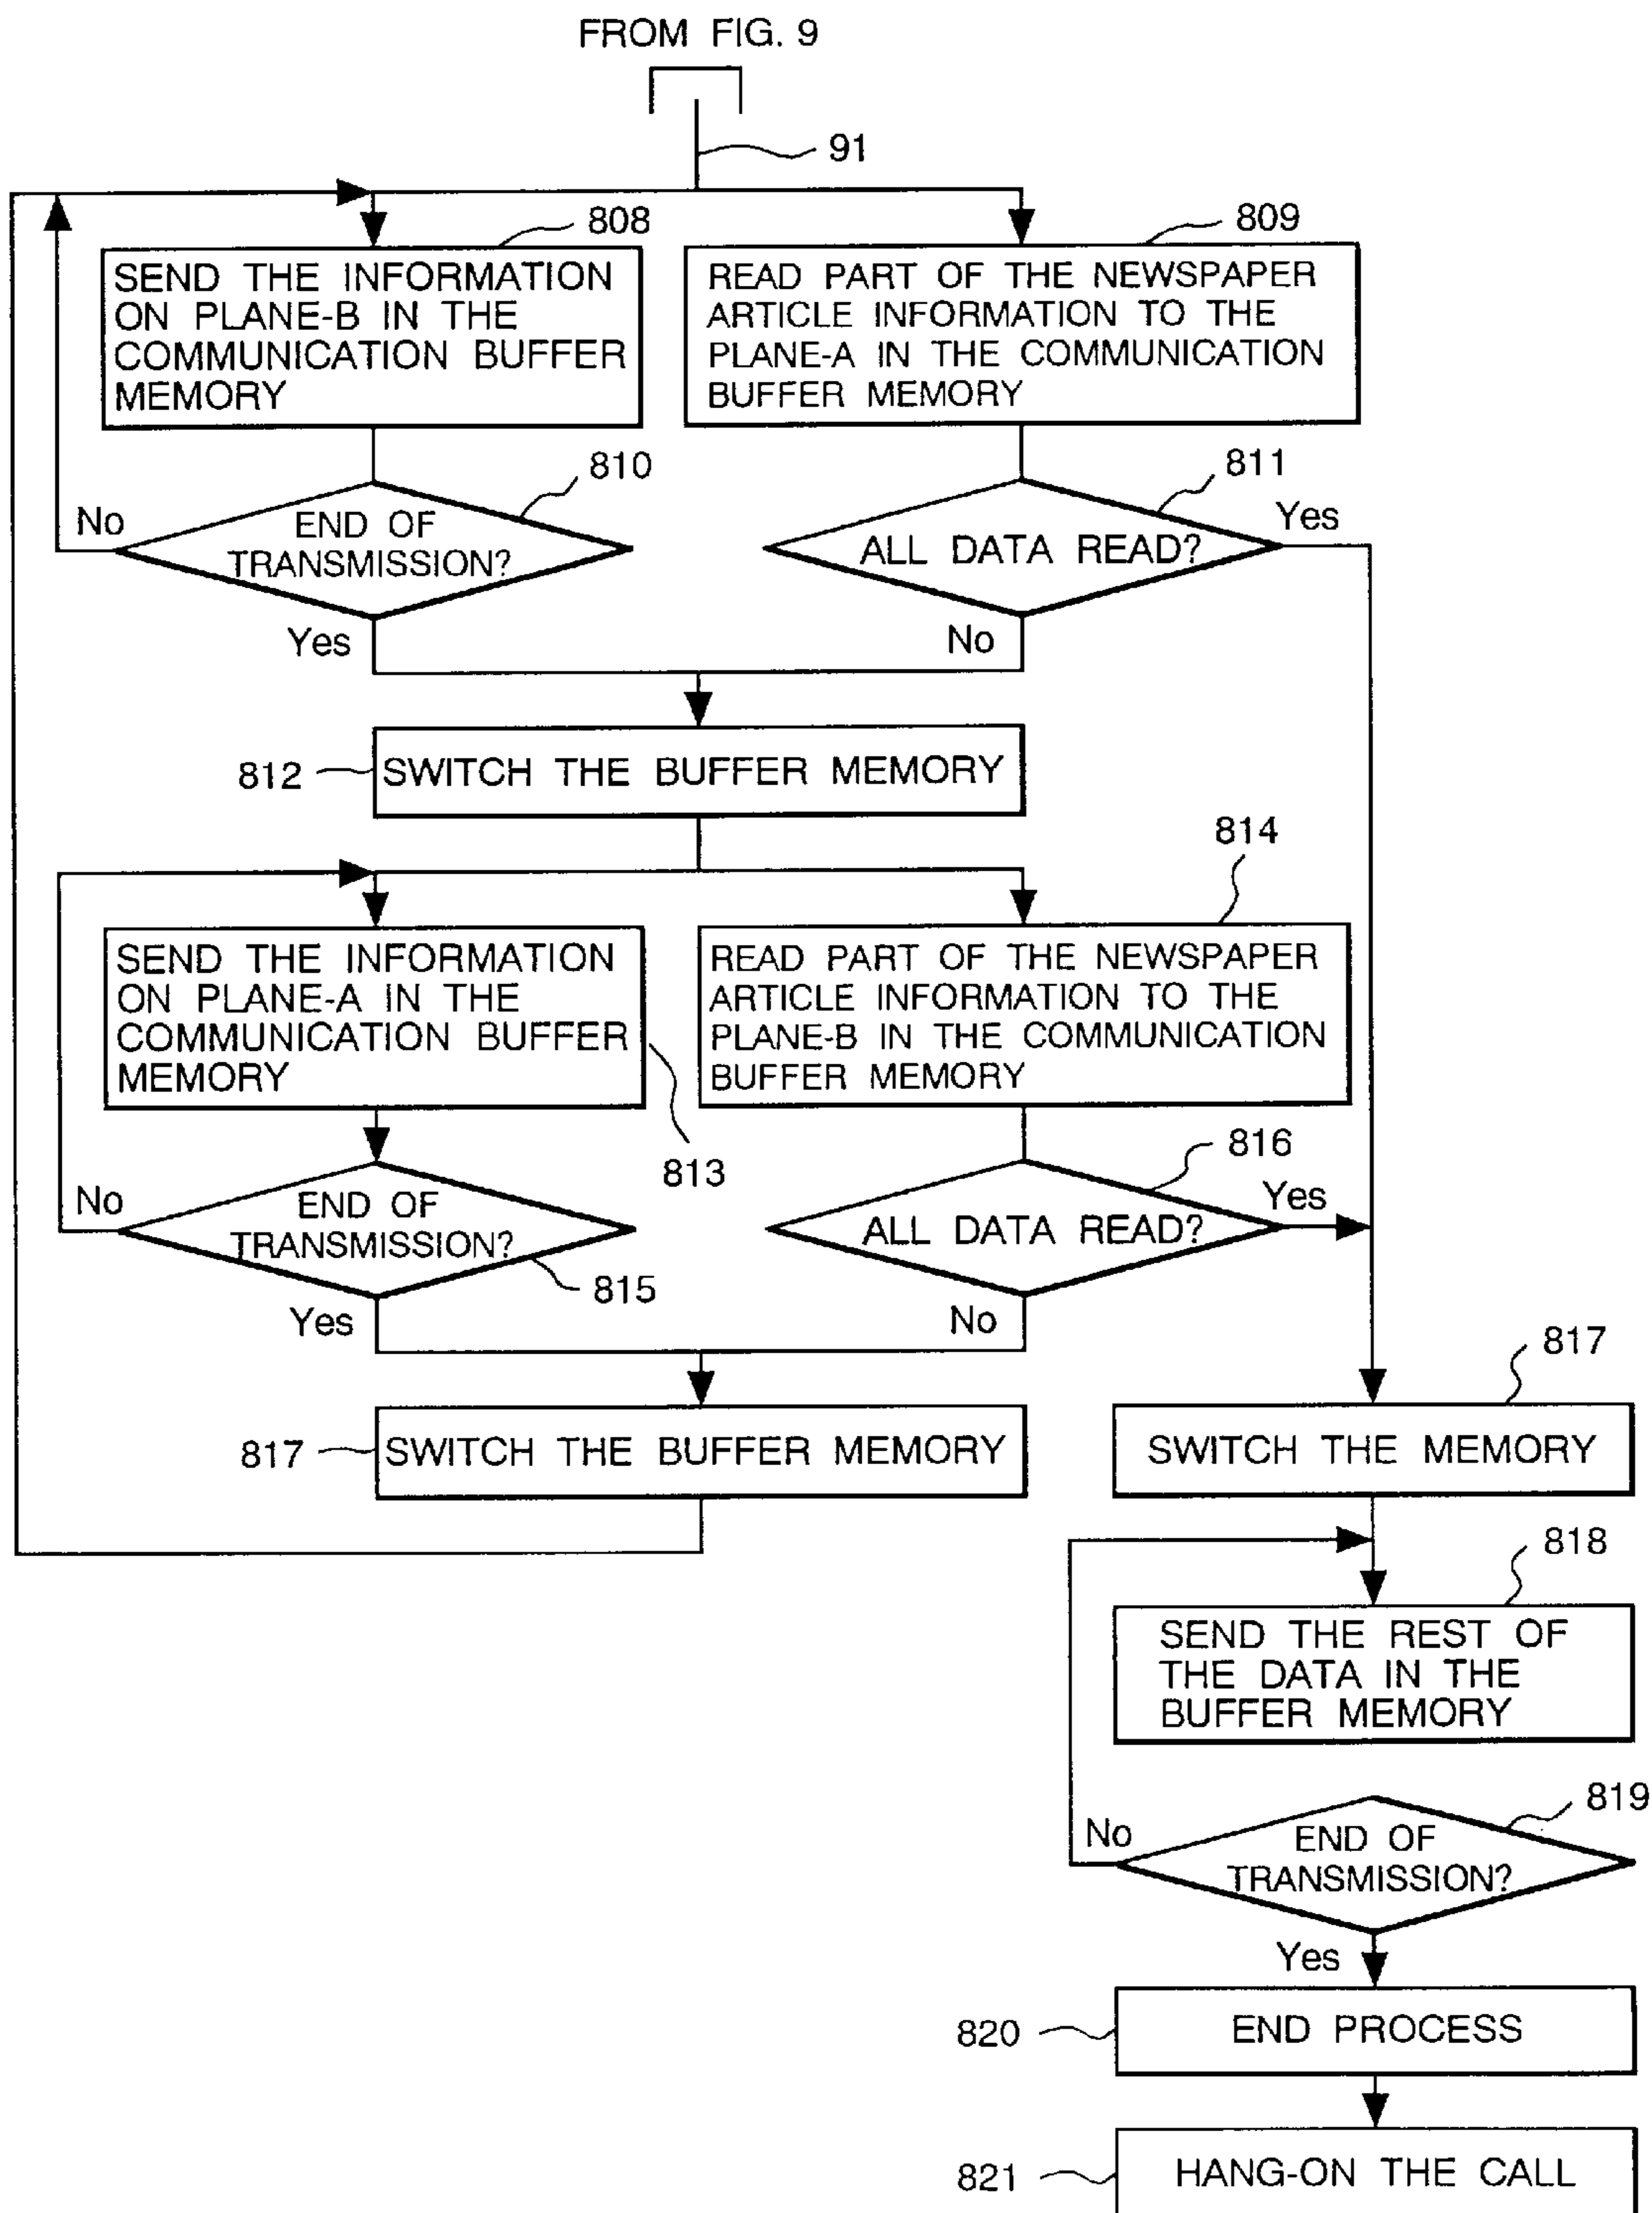 FROM FIG. 9
91
808
SEND THE INFORMATION
ON PLANE-B IN THE
COMMUNICATION BUFFER
MEMORY
809
READ PART OF THE NEWSPAPER
ARTICLE INFORMATION TO THE
PLANE-A IN THE COMMUNICATION
BUFFER MEMORY
810
No
END OF
TRANSMISSION?
Yes
811
Yes
ALL DATA READ?
No
812
SWITCH THE BUFFER MEMORY
SEND THE INFORMATION
ON PLANE-A IN THE
COMMUNICATION BUFFER
MEMORY
813
814
READ PART OF THE NEWSPAPER
ARTICLE INFORMATION TO THE
PLANE-B IN THE COMMUNICATION
BUFFER MEMORY
No
END OF
TRANSMISSION?
815
Yes
816
Yes
ALL DATA READ?
No
817
SWITCH THE BUFFER MEMORY
817
SWITCH THE MEMORY
818
SEND THE REST OF
THE DATA IN THE
BUFFER MEMORY
819
No
END OF
TRANSMISSION?
Yes
820
END PROCESS
821
HANG-ON THE CALL